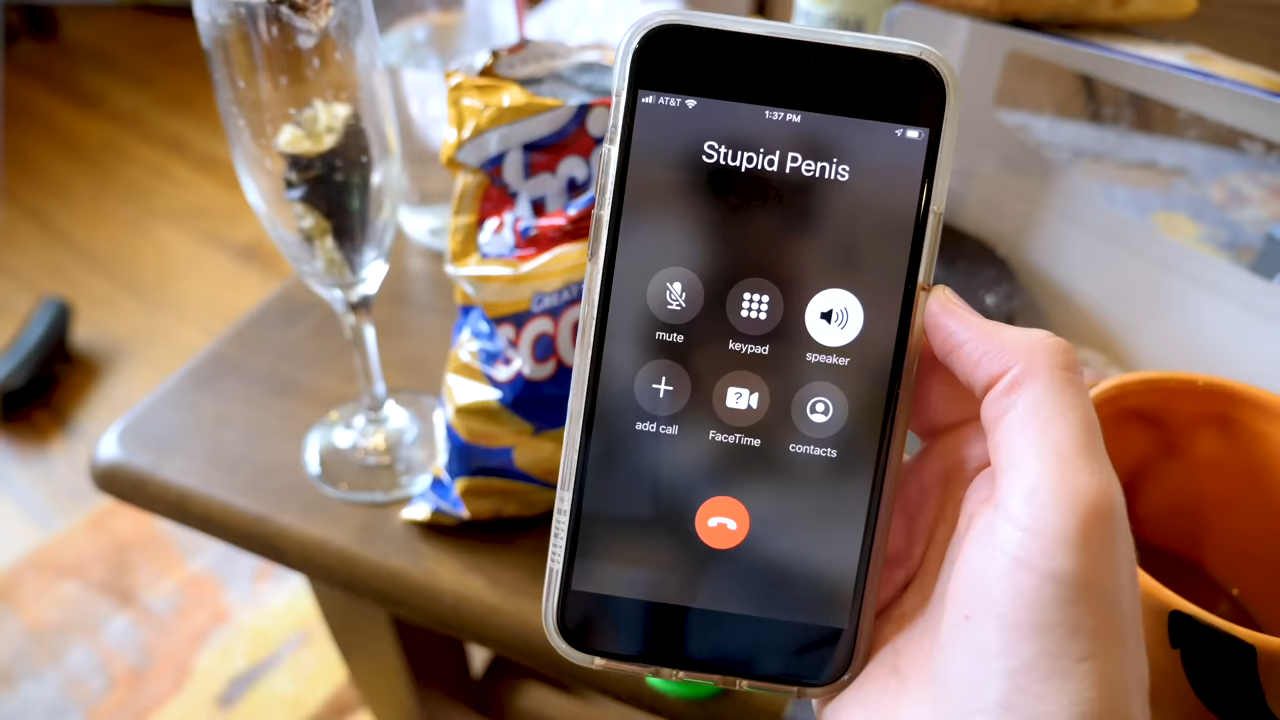 AT&T
1:37 PM
Stupid Penis
mute
keypad
speaker
add call
FaceTime
contacts
?